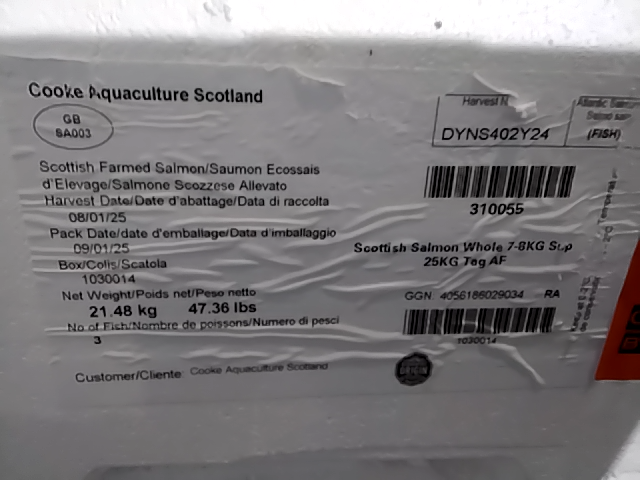 Cooke Aquaculture Scotland
GB
SA003
Harvest N
DYNS402Y24
Atlantic
(FISH)
Scottish Farmed Salmon/Saumon Ecossais
d'Elevage/Salmone Scozzese Allevato
Harvest Date/Date d'abattage/Data di raccolta
08/01/25
310055
Pack Date/date d'emballage/Data d'imballaggio
09/01/25
Scottish Salmon Whole 7-8KG Sup
25KG Tag AF
Box/Colis/Scatola
1030014
Net Weight/Poids net/Peso netto
21.48 kg 47.36 lbs
GGN 4056186029034 RA
No of Fish/Nombre de poissons/Numero di pesci
3
1030014
Customer/Cliente: Cooke Aquaculture Scotland